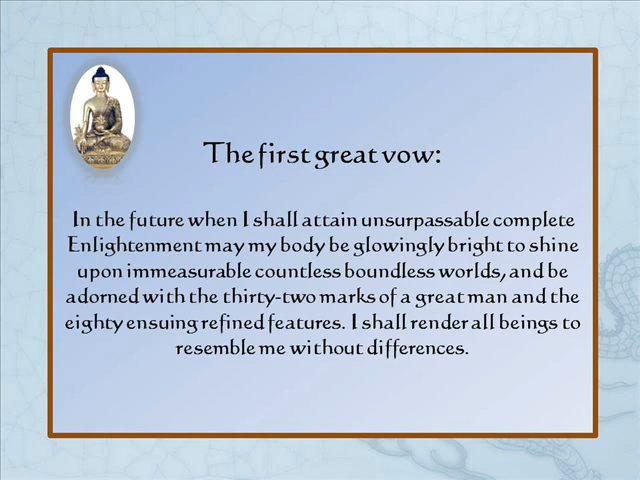 The first great vow:
In the future when I shall attain unsurpassable complete
Enlightenment may my body be glowingly bright to shine
upon immeasurable countless boundless worlds, and be
adorned with the thirty-two marks of a great man and the
eighty ensuing refined features. I shall render all beings to
resemble me without differences.